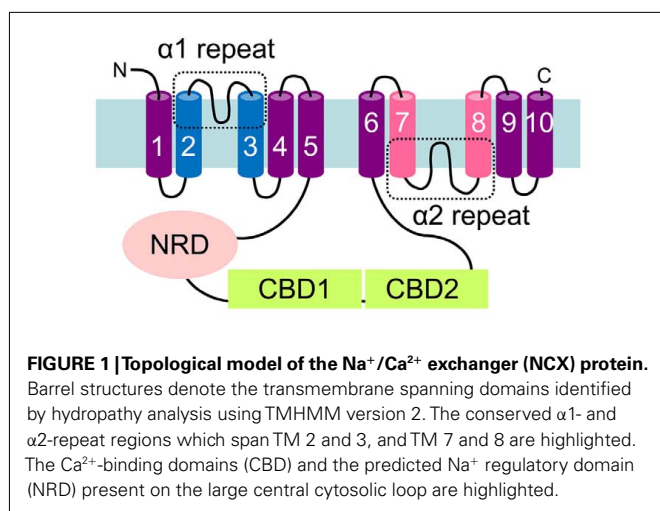 α1 repeat
N
C
1 2 3 4 5 6 7 8 9 10
α2 repeat
NRD
CBD1 CBD2
FIGURE 1 | Topological model of the Na⁺/Ca²⁺ exchanger (NCX) protein.
Barrel structures denote the transmembrane spanning domains identified
by hydropathy analysis using TMHMM version 2. The conserved α1- and
α2-repeat regions which span TM 2 and 3, and TM 7 and 8 are highlighted.
The Ca²⁺-binding domains (CBD) and the predicted Na⁺ regulatory domain
(NRD) present on the large central cytosolic loop are highlighted.